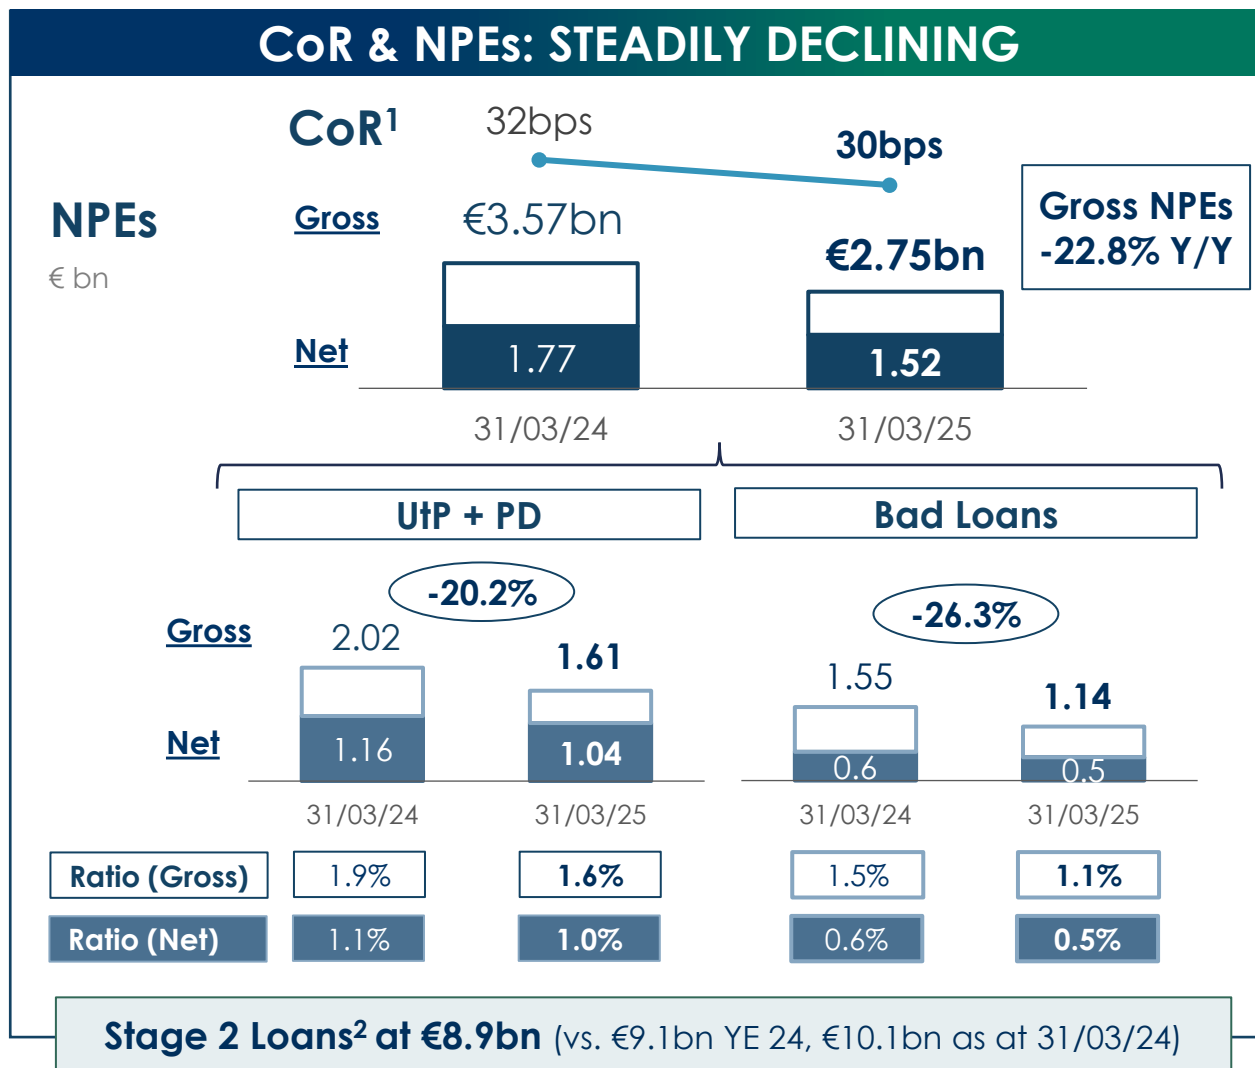 CoR & NPEs: STEADILY DECLINING
CoR¹
32bps
30bps
NPEs
€ bn
Gross
€3.57bn
€2.75bn
Gross NPEs
-22.8% Y/Y
Net
1.77
1.52
31/03/24
31/03/25
UtP + PD
Bad Loans
-20.2%
-26.3%
Gross
2.02
1.61
1.55
1.14
Net
1.16
1.04
0.6
0.5
31/03/24
31/03/25
31/03/24
31/03/25
Ratio (Gross)
1.9%
1.6%
1.5%
1.1%
Ratio (Net)
1.1%
1.0%
0.6%
0.5%
Stage 2 Loans² at €8.9bn (vs. €9.1bn YE 24, €10.1bn as at 31/03/24)